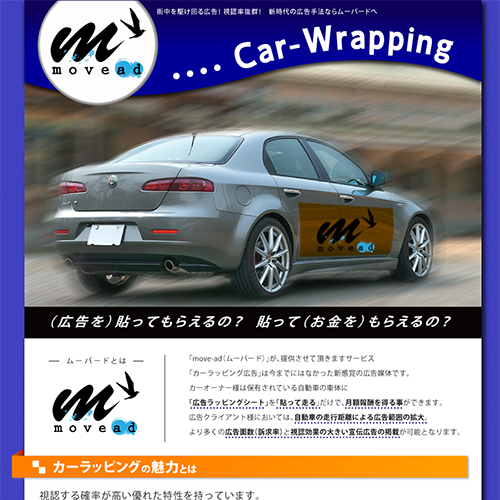 街中を駆け回る広告！視認率抜群！ 新時代の広告手法ならムーバードへ
m
movead
.... Car-Wrapping
m
movead
（広告を）貼ってもらえるの？ 貼って（お金を）もらえるの？
ムーバードとは
m
movead
「move-ad（ムーバード）」が、提供させて頂きますサービス
「カーラッピング広告」は今までにはなかった新感覚の広告媒体です。
カーオーナー様は保有されている自動車の車体に
「広告ラッピングシート」を「貼って走る」だけで、月額報酬を得る事ができます。
広告クライアント様においては、自動車の走行距離による広告範囲の拡大、
より多くの広告面数（訴求率）と視認効果の大きい宣伝広告の掲載が可能となります。
カーラッピングの魅力とは
視認する確率が高い優れた特性を持っています。